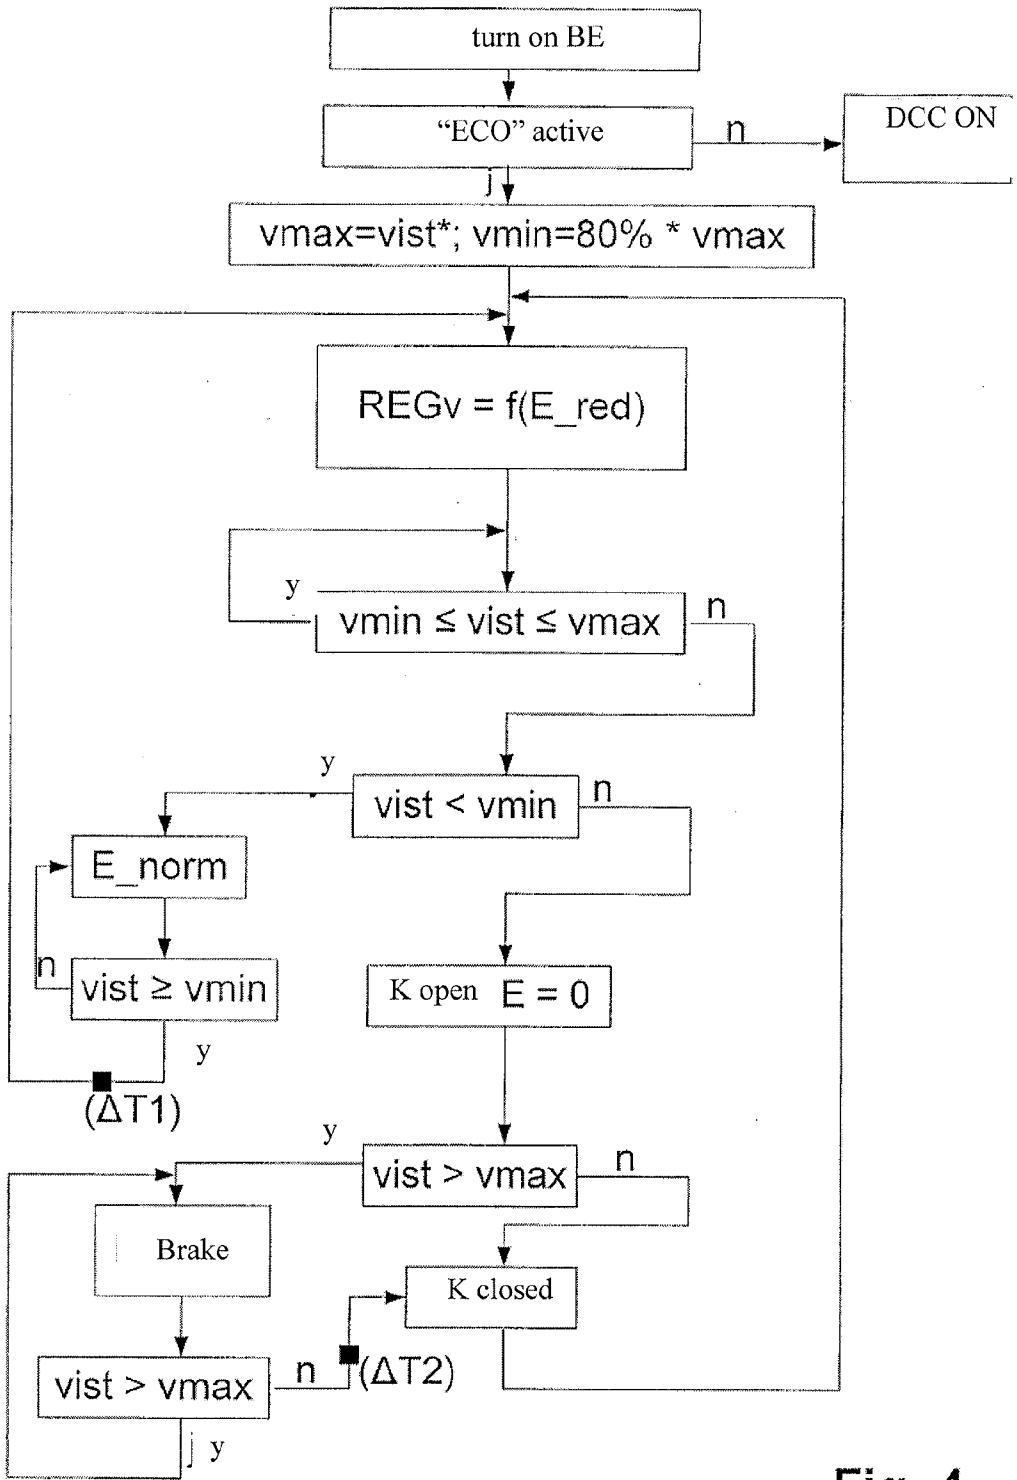 turn on BE
“ECO” active
n
DCC ON
j
vmax=vist*; vmin=80% * vmax
REGv = f(E_red)
y
vmin ≤ vist ≤ vmax
n
y
vist < vmin
n
E_norm
n
vist ≥ vmin
K open E = 0
y
(ΔT1)
y
vist > vmax
n
Brake
K closed
vist > vmax
n
(ΔT2)
j y